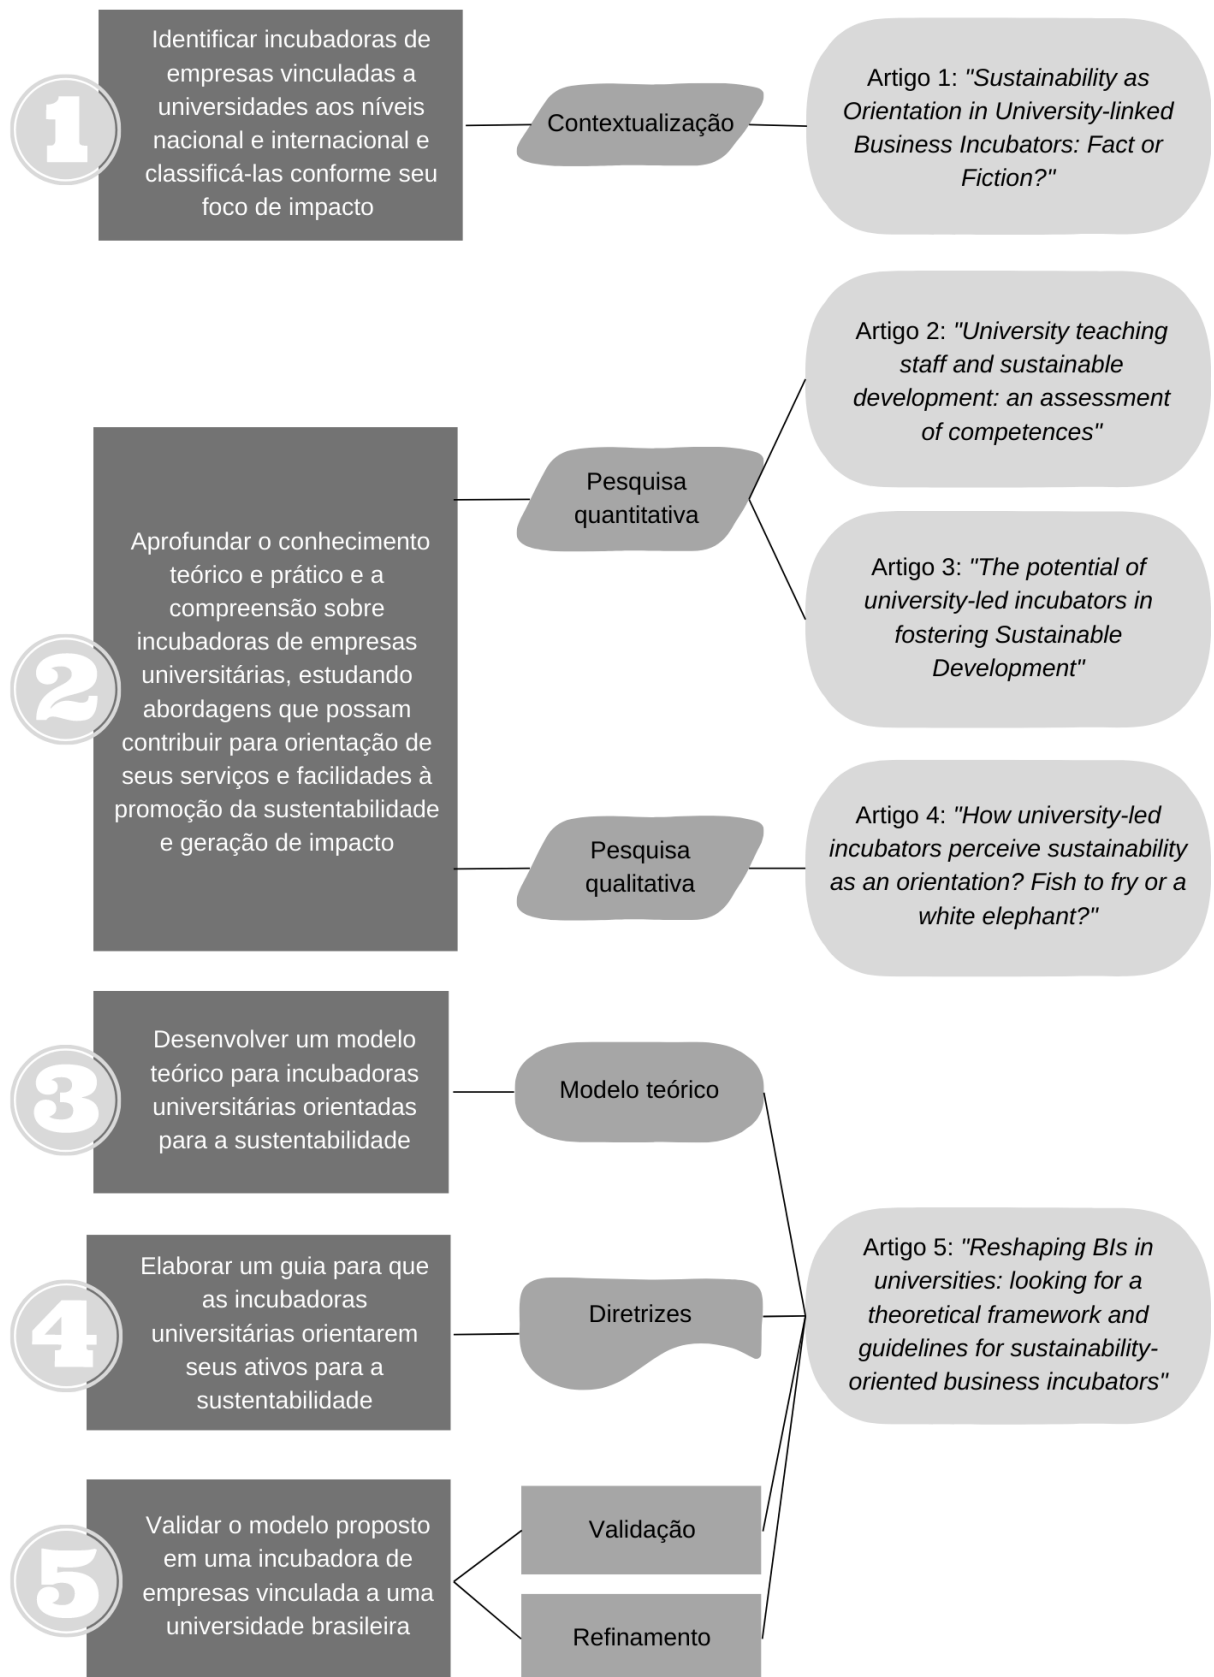 1
Identificar incubadoras de
empresas vinculadas a
universidades aos níveis
nacional e internacional e
classificá-las conforme seu
foco de impacto
Contextualização
Artigo 1: "Sustainability as
Orientation in University-linked
Business Incubators: Fact or
Fiction?"
2
Aprofundar o conhecimento
teórico e prático e a
compreensão sobre
incubadoras de empresas
universitárias, estudando
abordagens que possam
contribuir para orientação de
seus serviços e facilidades à
promoção da sustentabilidade
e geração de impacto
Pesquisa
quantitativa
Artigo 2: "University teaching
staff and sustainable
development: an assessment
of competences"
Artigo 3: "The potential of
university-led incubators in
fostering Sustainable
Development"
Pesquisa
qualitativa
Artigo 4: "How university-led
incubators perceive sustainability
as an orientation? Fish to fry or a
white elephant?"
3
Desenvolver um modelo
teórico para incubadoras
universitárias orientadas
para a sustentabilidade
Modelo teórico
4
Elaborar um guia para que
as incubadoras
universitárias orientarem
seus ativos para a
sustentabilidade
Diretrizes
Artigo 5: "Reshaping BIs in
universities: looking for a
theoretical framework and
guidelines for sustainability-
oriented business incubators"
5
Validar o modelo proposto
em uma incubadora de
empresas vinculada a uma
universidade brasileira
Validação
Refinamento